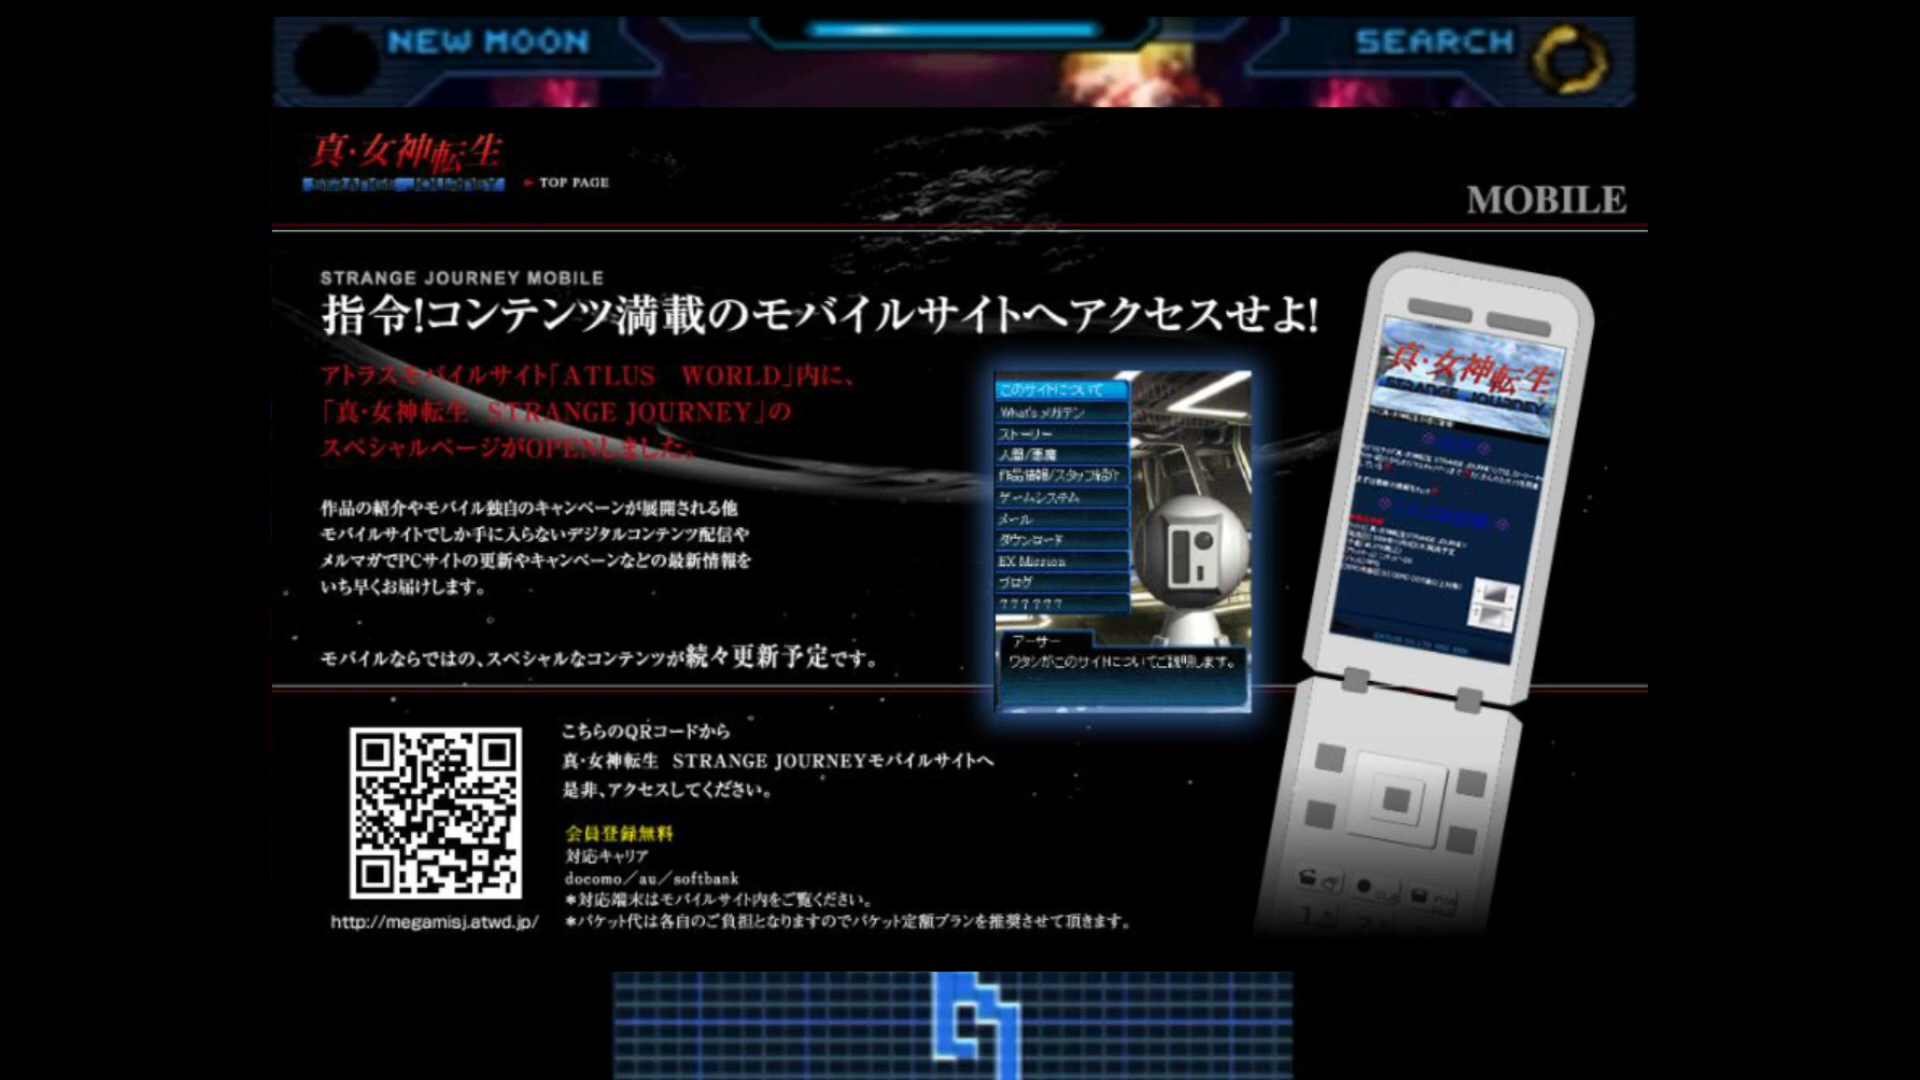 NEW MOON
SEARCH
真・女神転生
STRANGE JOURNEY
TOP PAGE
MOBILE
STRANGE JOURNEY MOBILE
指令!コンテンツ満載のモバイルサイトへアクセスせよ!
アトラスモバイルサイト「ATLUS WORLD」内に、
「真・女神転生 STRANGE JOURNEY」の
スペシャルページがOPENしました。
作品の紹介やモバイル独自のキャンペーンが展開される他
モバイルサイトでしか手に入らないデジタルコンテンツ配信や
メルマガでPCサイトの更新やキャンペーンなどの最新情報を
いち早くお届けします。
モバイルならではの、スペシャルなコンテンツが続々更新予定です。
このサイトについて
What's メガテン
ストーリー
人間/悪魔
作品情報/スタッフ紹介
ゲームシステム
メール
ダウンロード
EX Mission
ブログ
??????
アーサー
ワタシがこのサイトについてご説明します。
真・女神転生
STRANGE JOURNEY
こちらのQRコードから
真・女神転生 STRANGE JOURNEYモバイルサイトへ
是非、アクセスしてください。
会員登録無料
対応キャリア
docomo／au／softbank
*対応端末はモバイルサイト内をご覧ください。
*パケット代は各自のご負担となりますのでパケット定額プランを推奨させて頂きます。
http://megamisj.atwd.jp/